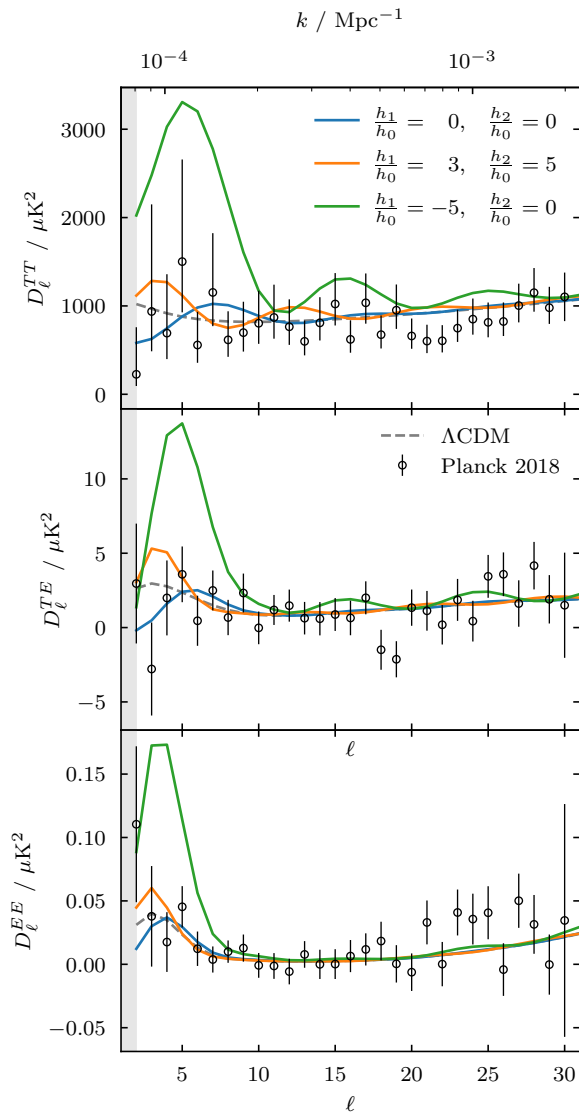 k / Mpc⁻¹
10⁻⁴ 10⁻³
3000
2000
1000
0
D_ℓ^{TT} / μK²
h₁/h₀ = 0, h₂/h₀ = 0
h₁/h₀ = 3, h₂/h₀ = 5
h₁/h₀ = −5, h₂/h₀ = 0
10
5
0
−5
D_ℓ^{TE} / μK²
ΛCDM
Planck 2018
ℓ
0.15
0.10
0.05
0.00
−0.05
D_ℓ^{EE} / μK²
5 10 15 20 25 30
ℓ